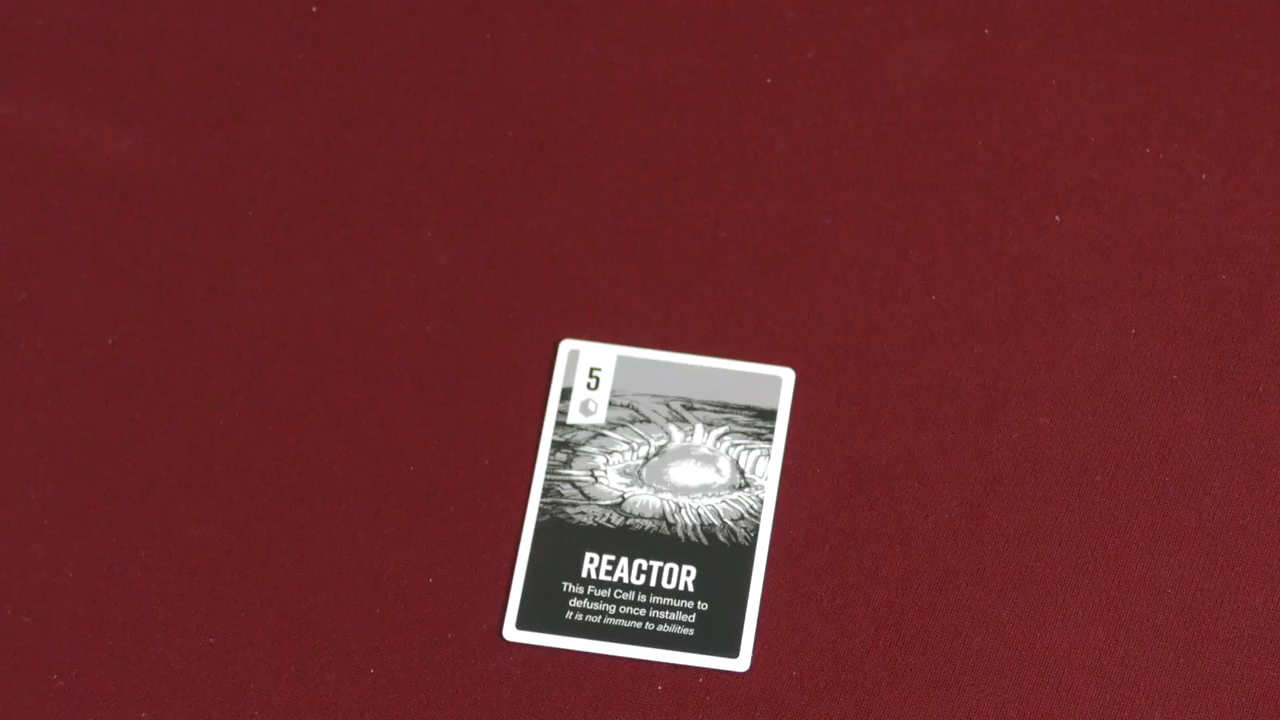 5
REACTOR
This Fuel Cell is immune to
defusing once installed
It is not immune to abilities